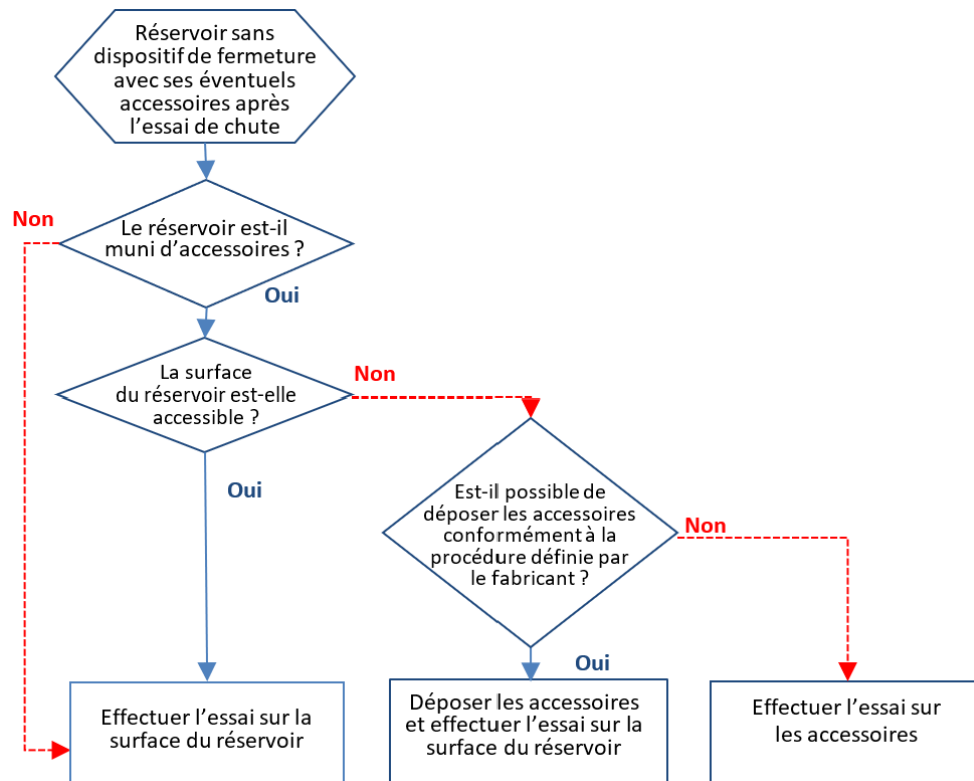 Réservoir sans
dispositif de fermeture
avec ses éventuels
accessoires après
l’essai de chute
Non
Le réservoir est-il
muni d’accessoires ?
Oui
La surface
du réservoir est-elle
accessible ?
Non
Oui
Est-il possible de
déposer les accessoires
conformément à la
procédure définie par
le fabricant ?
Non
Oui
Effectuer l’essai sur la
surface du réservoir
Déposer les accessoires
et effectuer l’essai sur la
surface du réservoir
Effectuer l’essai sur
les accessoires